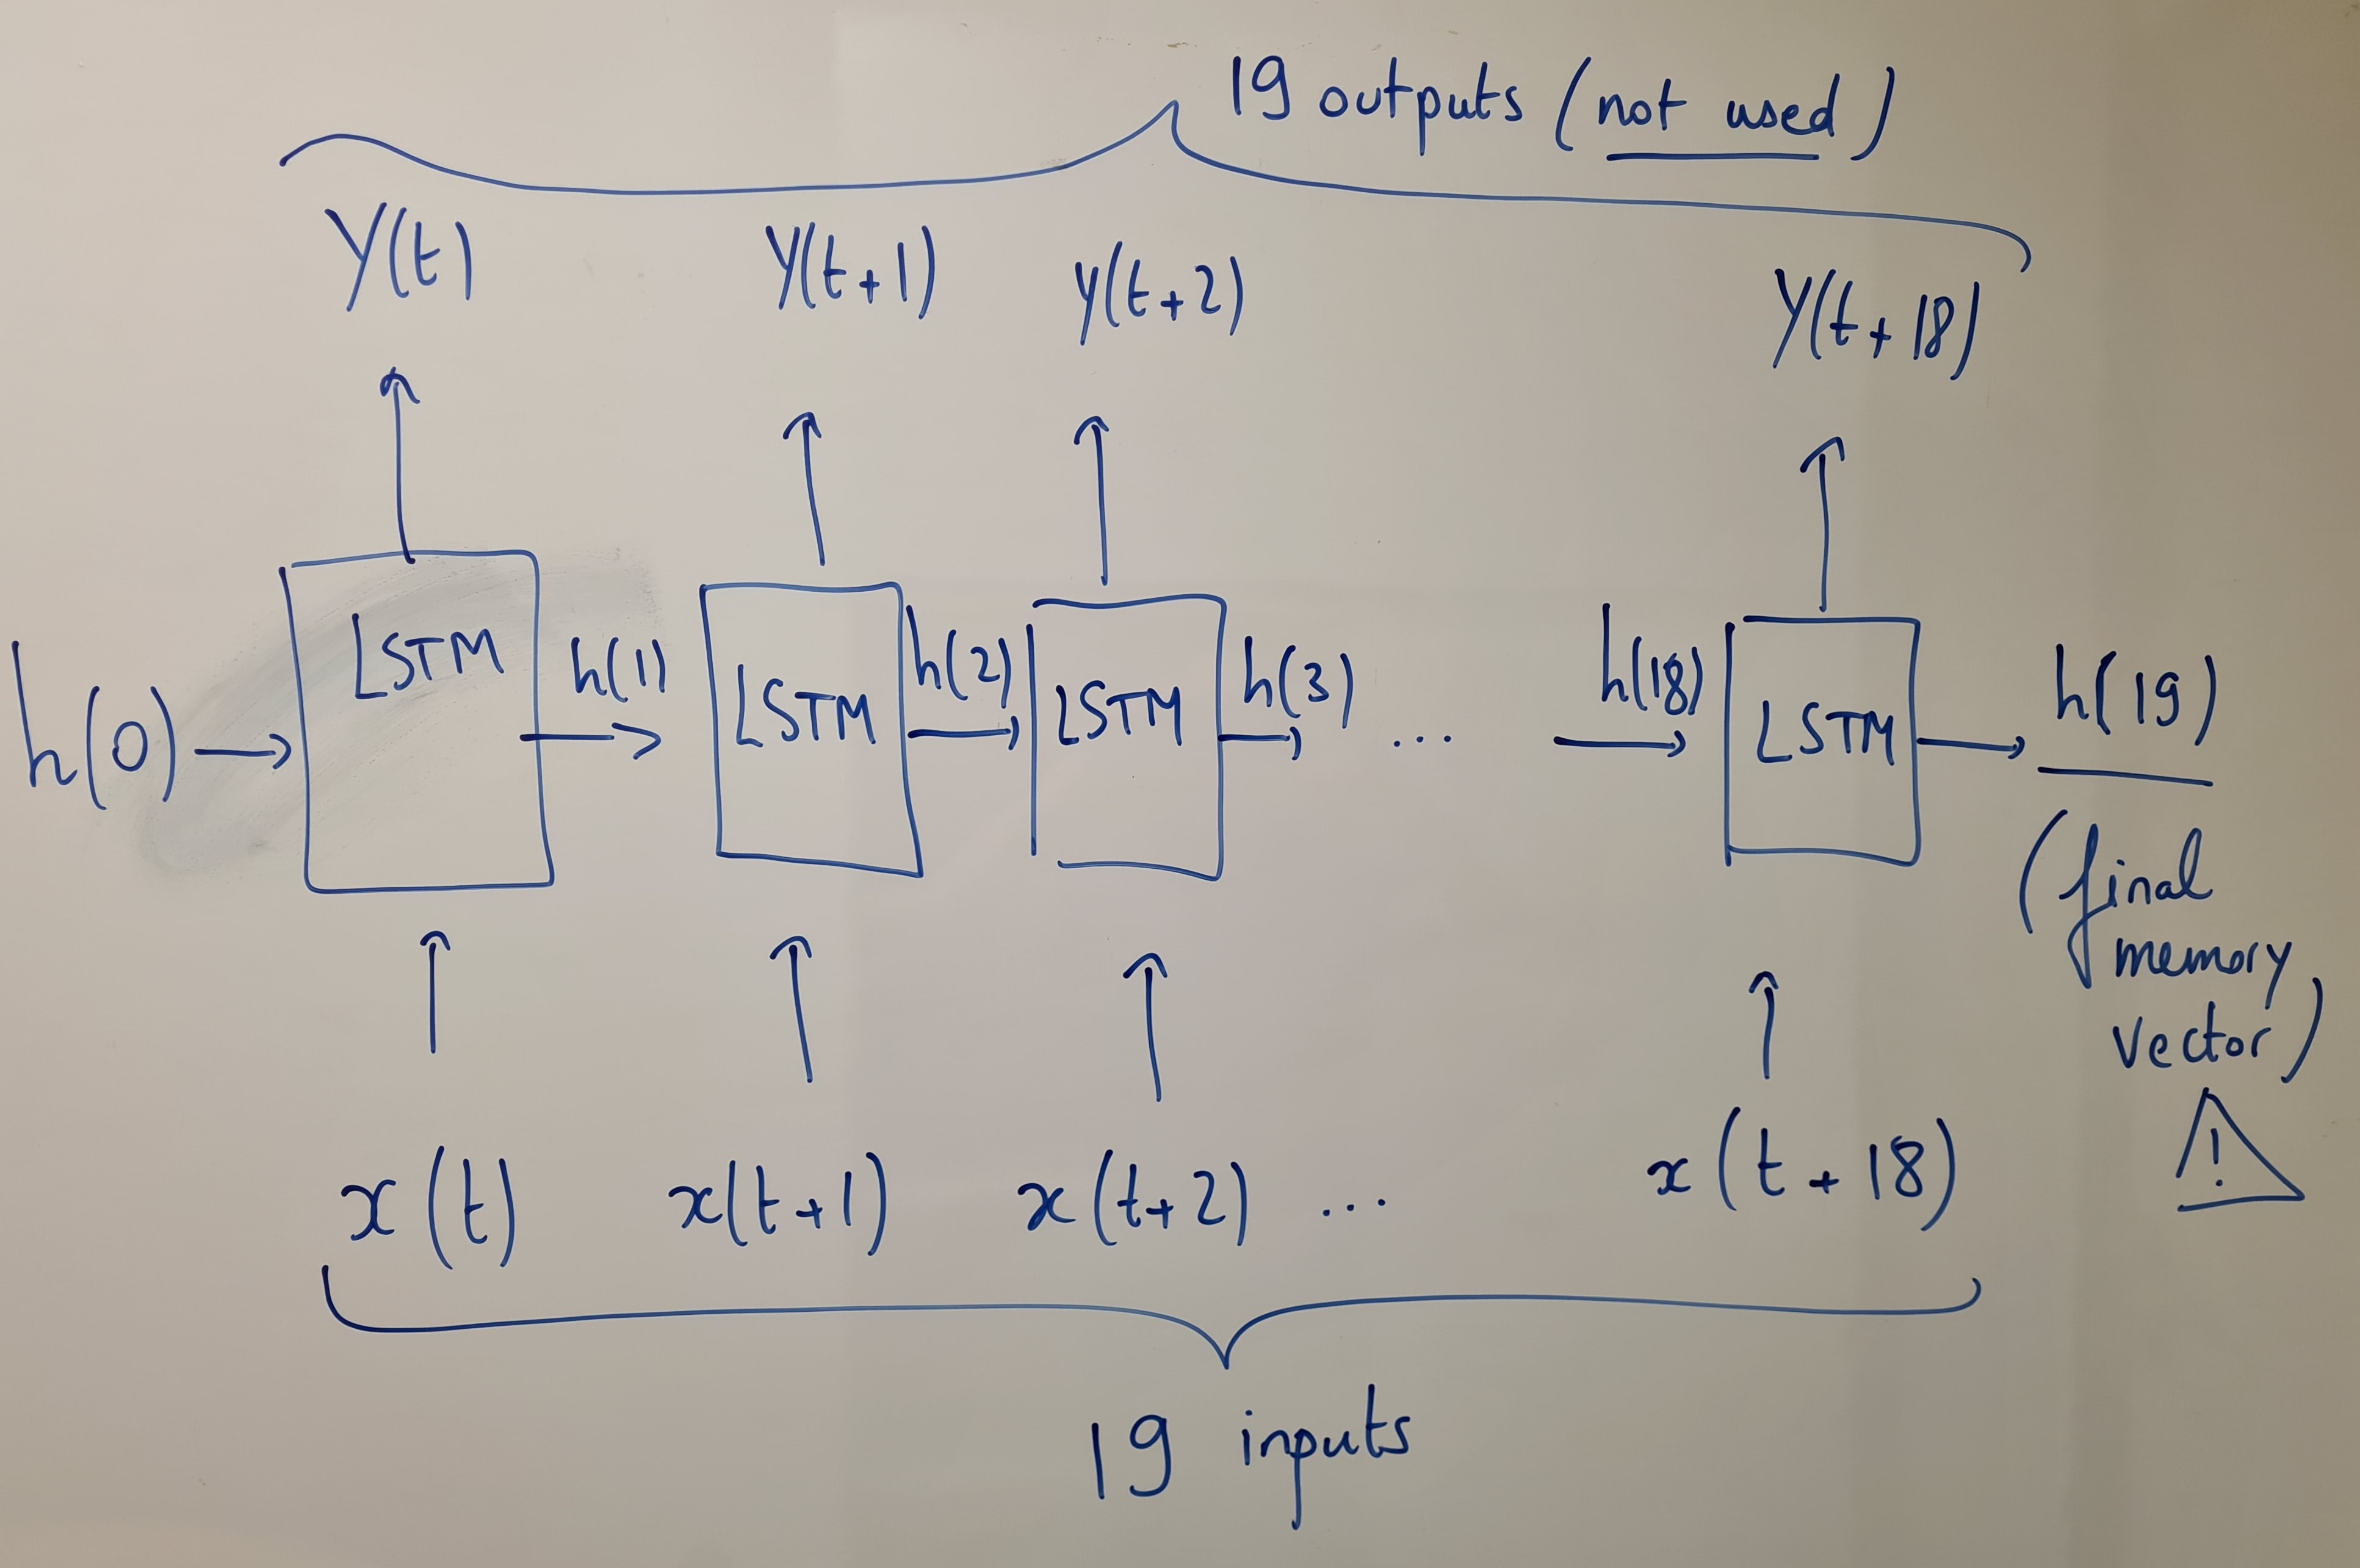 19 outputs (not used)
Y(t) Y(t+1) y(t+2) Y(t+18)
h(0) LSTM h(1) LSTM h(2) LSTM h(3) ... h(18) LSTM h(19)
(final
memory
vector)
!
x(t) x(t+1) x(t+2) ... x(t+18)
19 inputs